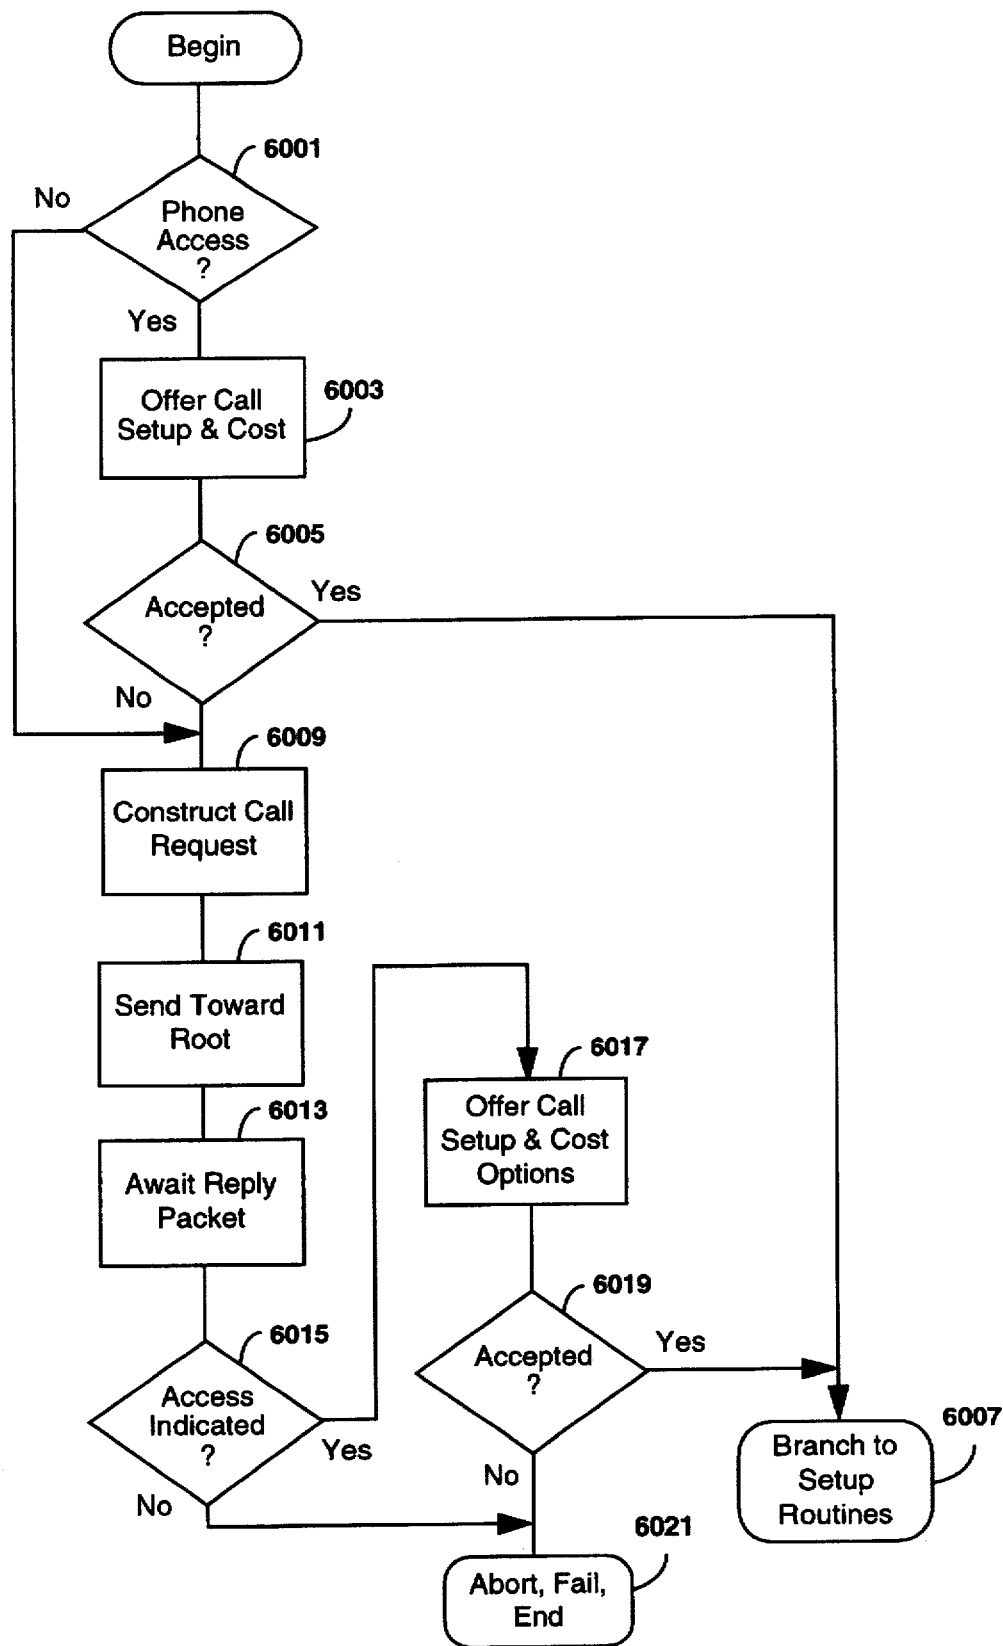 Begin
6001
No
Phone
Access
?
Yes
6003
Offer Call
Setup & Cost
6005
Yes
Accepted
?
No
6009
Construct Call
Request
6011
Send Toward
Root
6017
Offer Call
Setup & Cost
Options
6013
Await Reply
Packet
6019
Yes
Accepted
?
No
6015
Access
Indicated
?
Yes
No
6007
Branch to
Setup
Routines
6021
Abort, Fail,
End